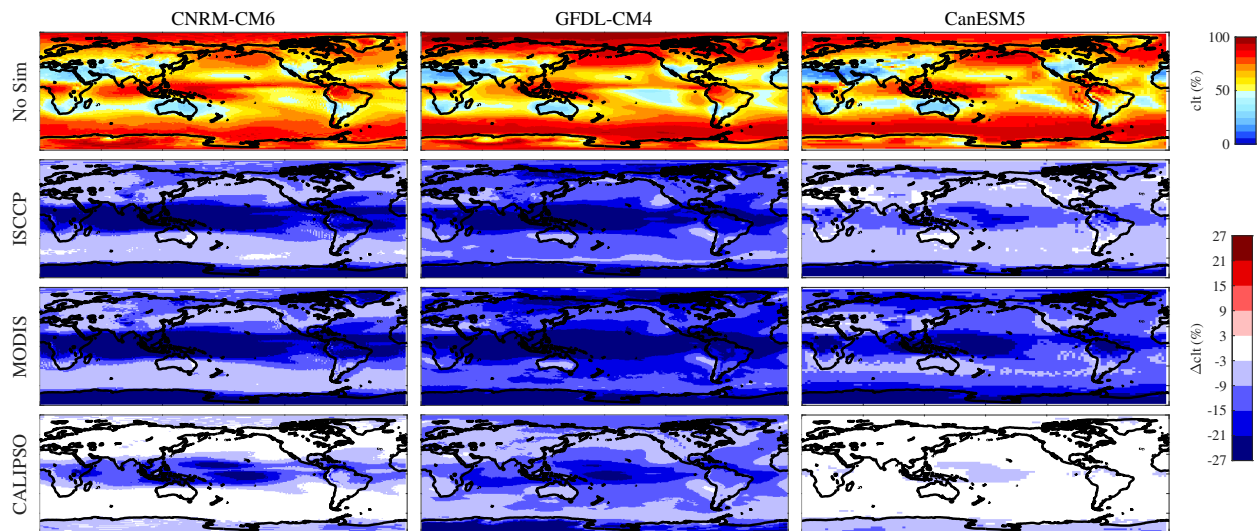 CNRM-CM6 GFDL-CM4 CanESM5
No Sim
ISCCP
MODIS
CALIPSO
100
50
0
clt (%)
27
21
15
9
3
-3
-9
-15
-21
-27
Δclt (%)